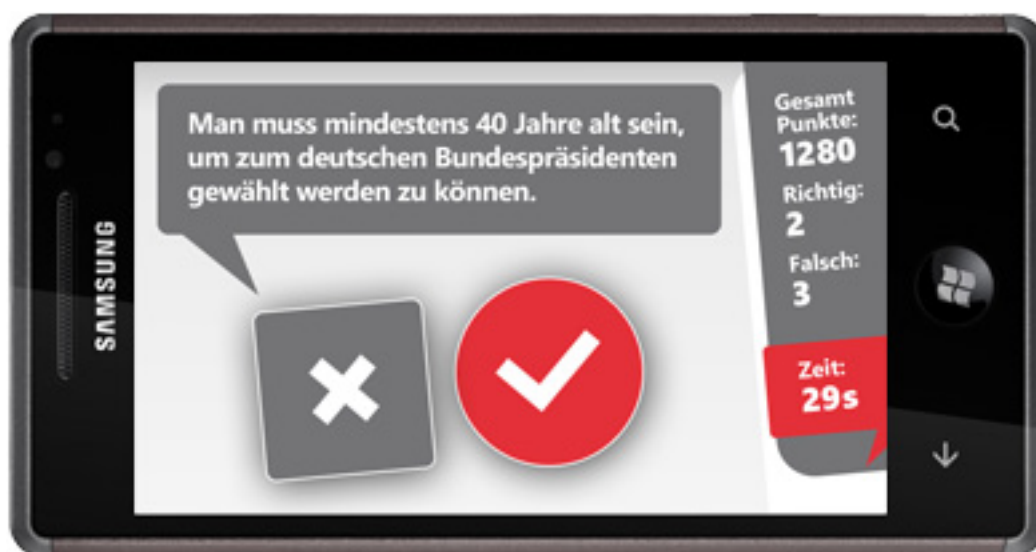 Man muss mindestens 40 Jahre alt sein,
um zum deutschen Bundespräsidenten
gewählt werden zu können.
Gesamt
Punkte:
1280
Richtig:
2
Falsch:
3
Zeit:
29s
SAMSUNG